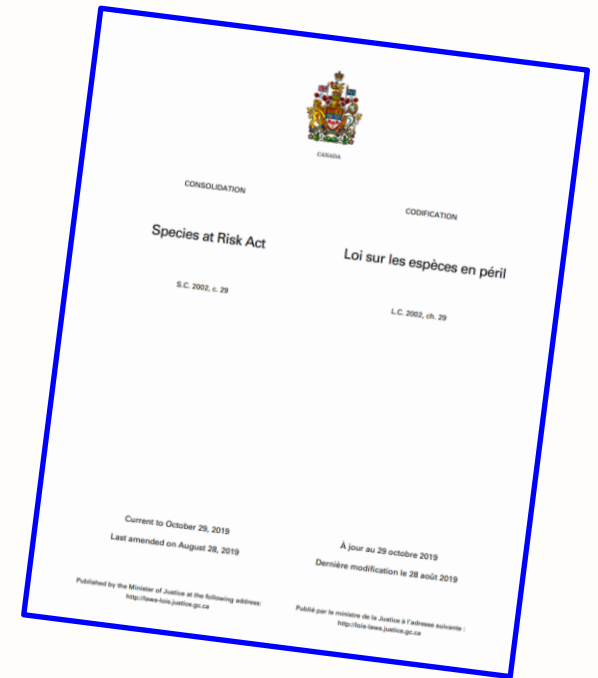 CANADA
CONSOLIDATION
Species at Risk Act
S.C. 2002, c. 29
CODIFICATION
Loi sur les espèces en péril
L.C. 2002, ch. 29
Current to October 29, 2019
Last amended on August 28, 2019
À jour au 29 octobre 2019
Dernière modification le 28 août 2019
Published by the Minister of Justice at the following address:
http://laws-lois.justice.gc.ca
Publié par le ministre de la Justice à l'adresse suivante :
http://lois-laws.justice.gc.ca